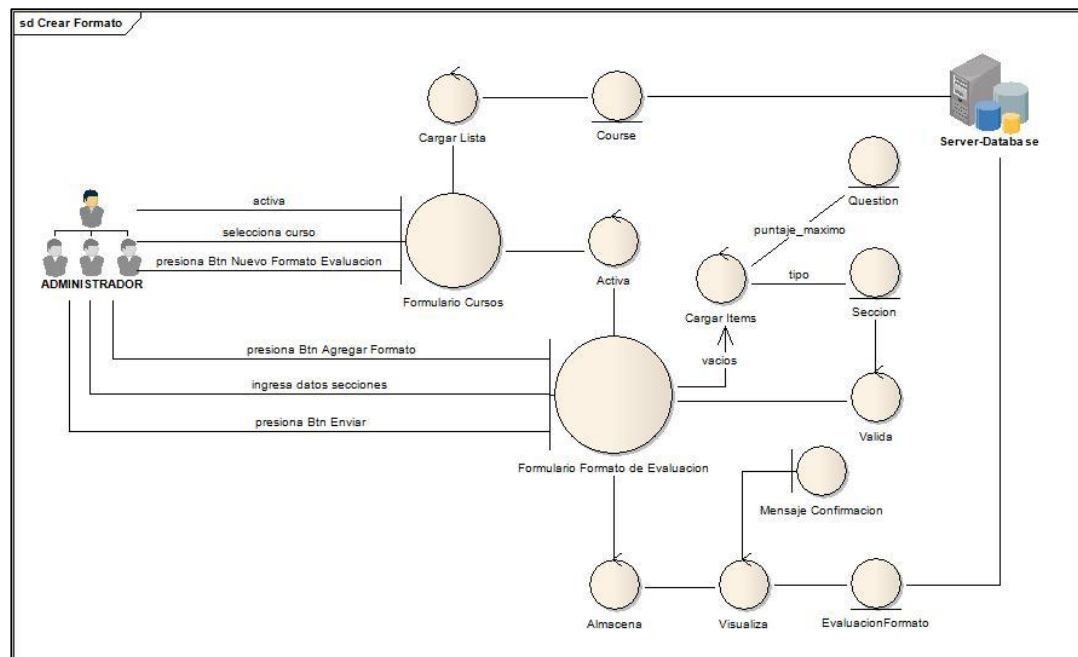 sd Crear Formato
Cargar Lista
Course
Server-Database
Question
activa
selecciona curso
puntaje_maximo
presiona Btn Nuevo Formato Evaluacion
ADMINISTRADOR
Formulario Cursos
Activa
tipo
Cargar Items
Seccion
presiona Btn Agregar Formato
vacios
ingresa datos secciones
presiona Btn Enviar
Valida
Formulario Formato de Evaluacion
Mensaje Confirmacion
Almacena
Visualiza
EvaluacionFormato